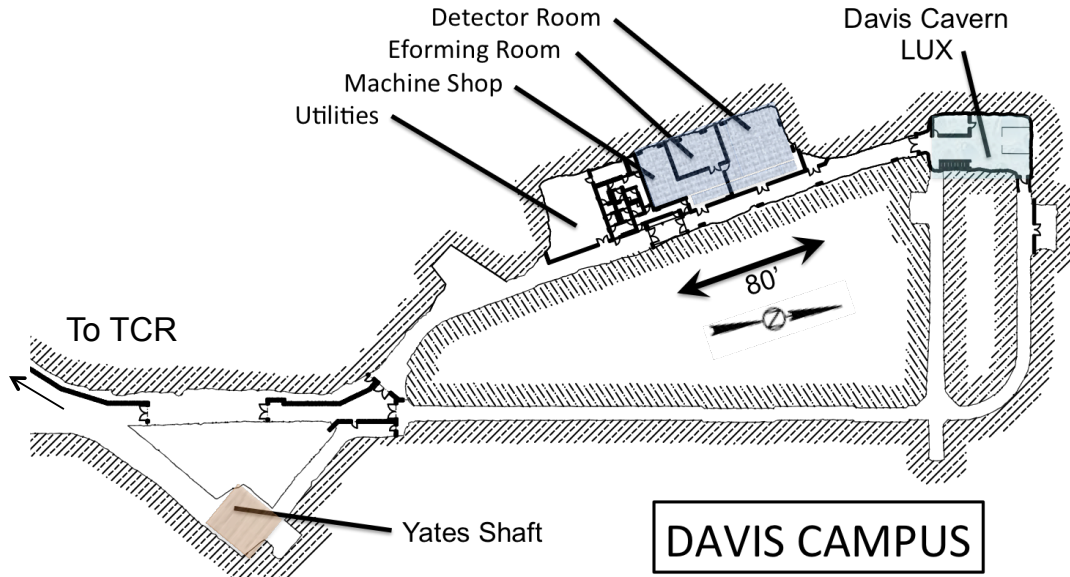 Detector Room
Eforming Room
Machine Shop
Utilities
Davis Cavern
LUX
80’
N
To TCR
Yates Shaft
DAVIS CAMPUS